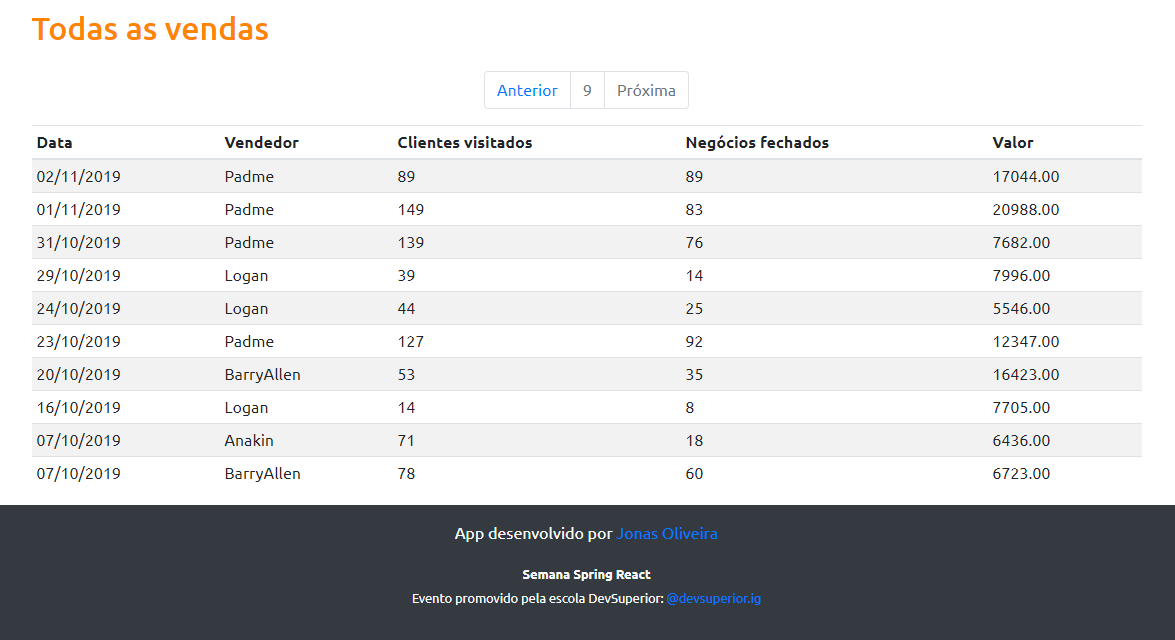 Todas as vendas
Anterior 9 Próxima
Data Vendedor Clientes visitados Negócios fechados Valor
02/11/2019 Padme 89 89 17044.00
01/11/2019 Padme 149 83 20988.00
31/10/2019 Padme 139 76 7682.00
29/10/2019 Logan 39 14 7996.00
24/10/2019 Logan 44 25 5546.00
23/10/2019 Padme 127 92 12347.00
20/10/2019 BarryAllen 53 35 16423.00
16/10/2019 Logan 14 8 7705.00
07/10/2019 Anakin 71 18 6436.00
07/10/2019 BarryAllen 78 60 6723.00
App desenvolvido por Jonas Oliveira
Semana Spring React
Evento promovido pela escola DevSuperior: @devsuperior.ig